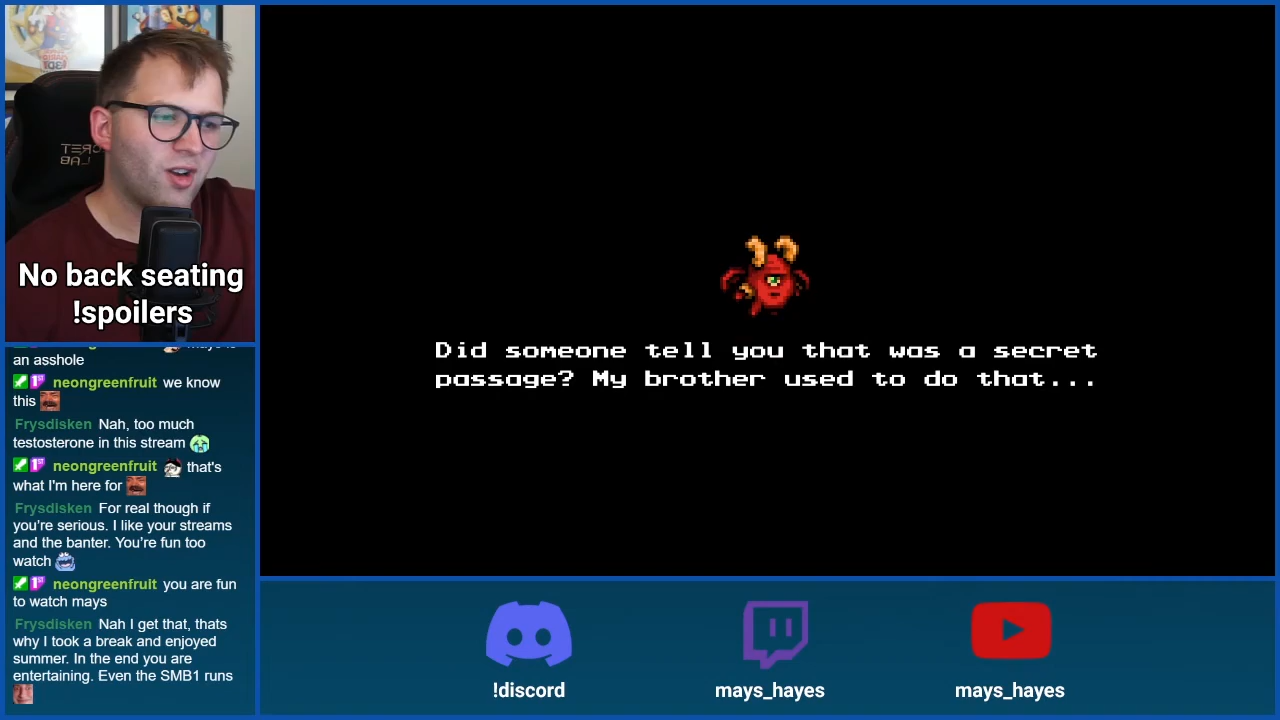 No back seating
!spoilers
an asshole
neongreenfruit we know
this
Frysdisken Nah, too much
testosterone in this stream
neongreenfruit that's
what I'm here for
Frysdisken For real though if
you're serious. I like your streams
and the banter. You're fun too
watch
neongreenfruit you are fun
to watch mays
Frysdisken Nah I get that, thats
why I took a break and enjoyed
summer. In the end you are
entertaining. Even the SMB1 runs
Did someone tell you that was a secret
passage? My brother used to do that...
!discord
mays_hayes
mays_hayes